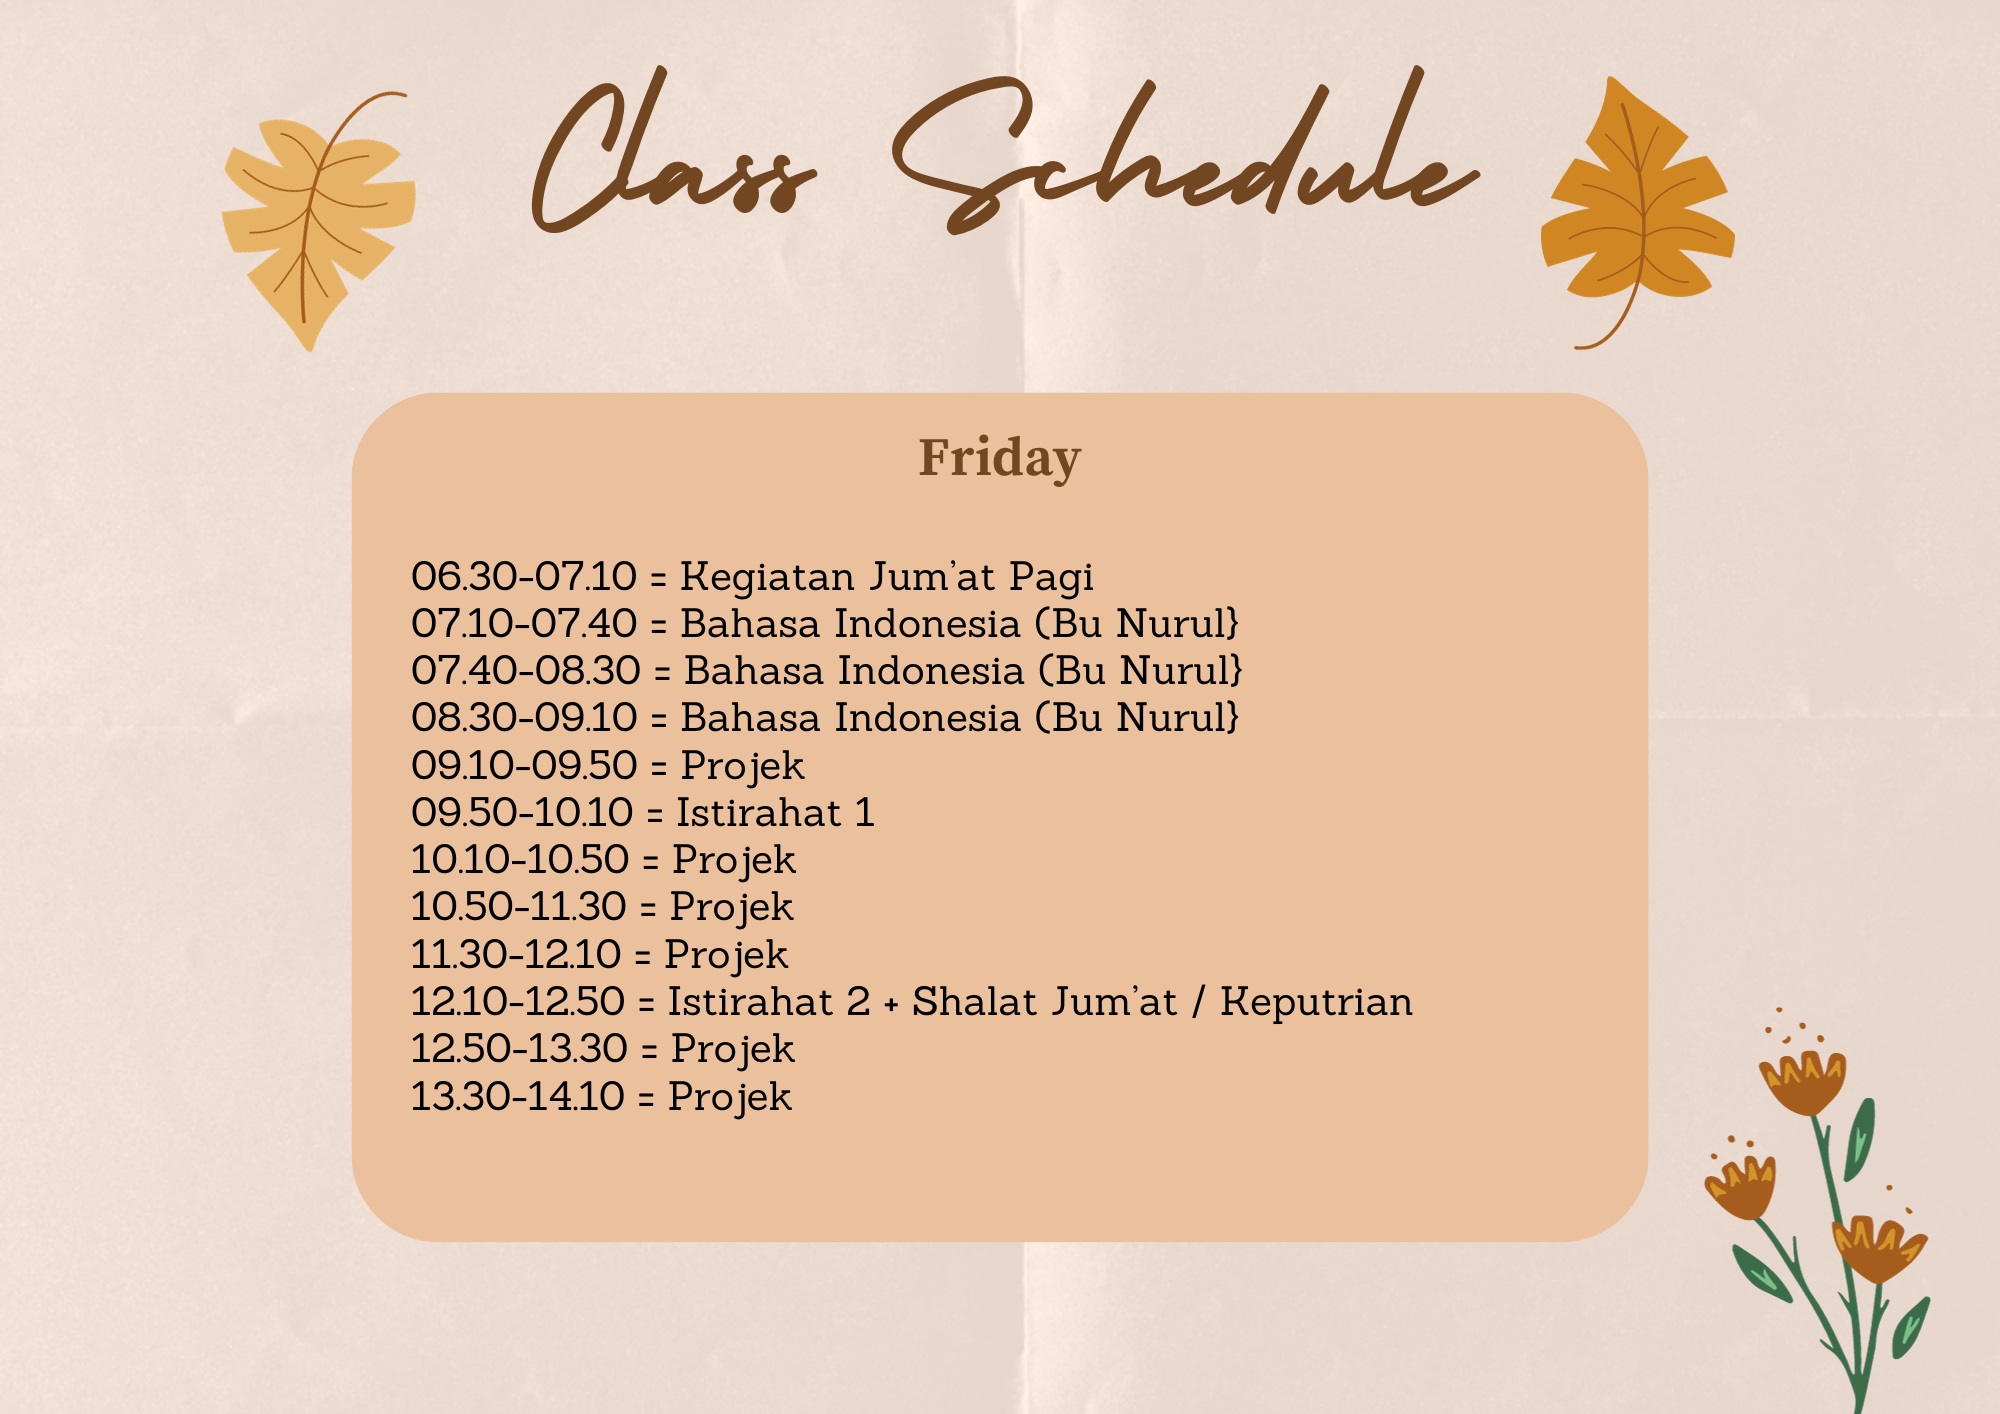 Class Schedule
Friday
06.30-07.10 = Kegiatan Jum'at Pagi
07.10-07.40 = Bahasa Indonesia (Bu Nurul}
07.40-08.30 = Bahasa Indonesia (Bu Nurul}
08.30-09.10 = Bahasa Indonesia (Bu Nurul}
09.10-09.50 = Projek
09.50-10.10 = Istirahat 1
10.10-10.50 = Projek
10.50-11.30 = Projek
11.30-12.10 = Projek
12.10-12.50 = Istirahat 2 + Shalat Jum'at / Keputrian
12.50-13.30 = Projek
13.30-14.10 = Projek